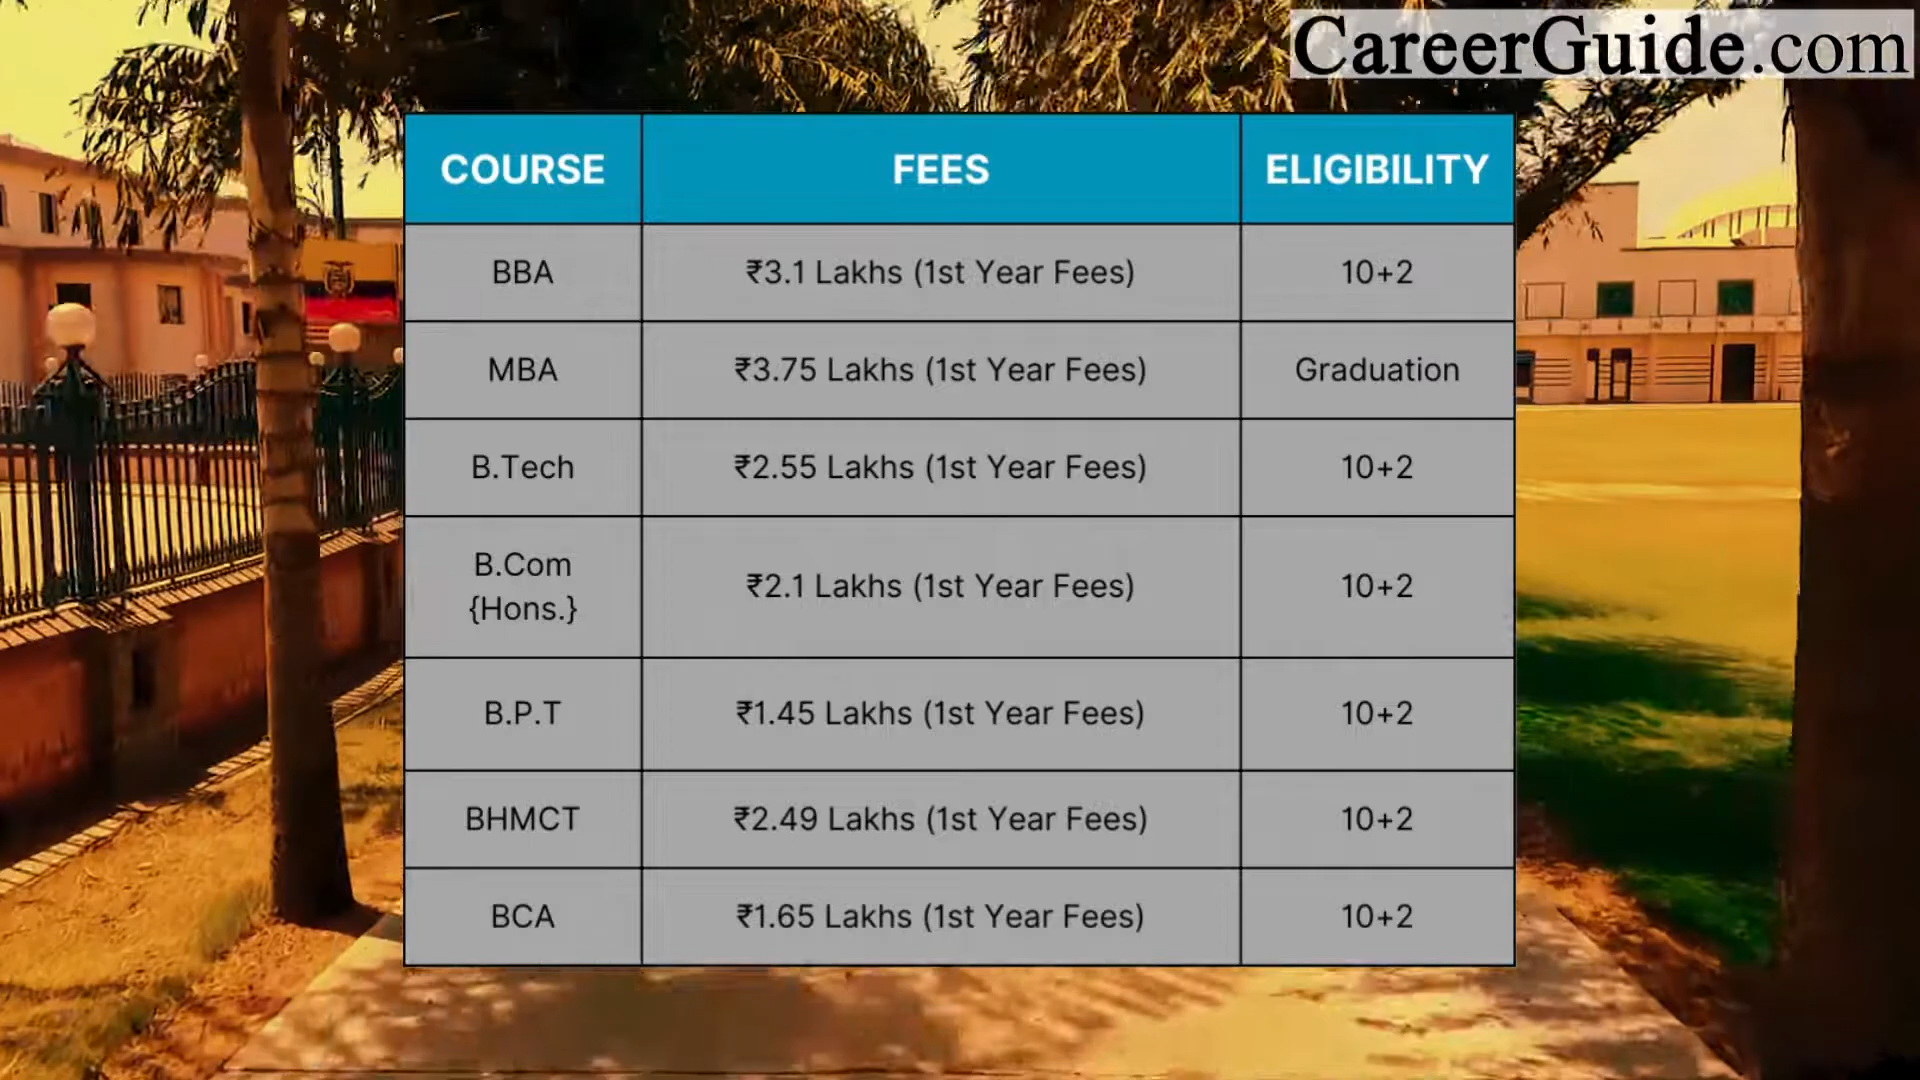 CareerGuide.com
COURSE FEES ELIGIBILITY
BBA ₹3.1 Lakhs (1st Year Fees) 10+2
MBA ₹3.75 Lakhs (1st Year Fees) Graduation
B.Tech ₹2.55 Lakhs (1st Year Fees) 10+2
B.Com
{Hons.} ₹2.1 Lakhs (1st Year Fees) 10+2
B.P.T ₹1.45 Lakhs (1st Year Fees) 10+2
BHMCT ₹2.49 Lakhs (1st Year Fees) 10+2
BCA ₹1.65 Lakhs (1st Year Fees) 10+2